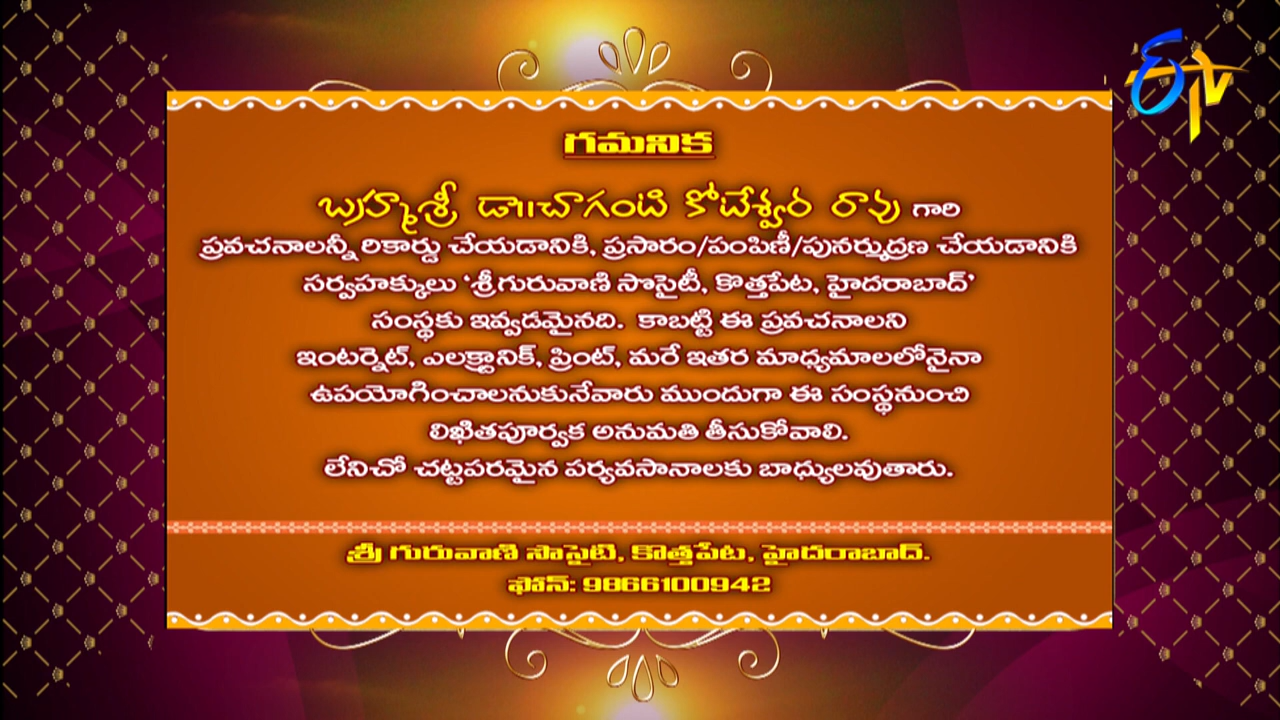 ETV
గమనిక
బ్రహ్మశ్రీ డా॥చాగంటి కోటేశ్వర రావు గారి
ప్రవచనాలన్నీ రికార్డు చేయడానికి, ప్రసారం/పంపిణీ/పునర్ముద్రణ చేయడానికి
సర్వహక్కులు ‘శ్రీగురువాణి సొసైటీ, కొత్తపేట, హైదరాబాద్’
సంస్థకు ఇవ్వడమైనది. కాబట్టి ఈ ప్రవచనాలని
ఇంటర్నెట్, ఎలక్ట్రానిక్, ప్రింట్, మరే ఇతర మాధ్యమాలలోనైనా
ఉపయోగించాలనుకునేవారు ముందుగా ఈ సంస్థనుంచి
లిఖితపూర్వక అనుమతి తీసుకోవాలి.
లేనిచో చట్టపరమైన పర్యవసానాలకు బాధ్యులవుతారు.
శ్రీ గురువాణి సొసైటి, కొత్తపేట, హైదరాబాద్.
ఫోన్: 9866100942